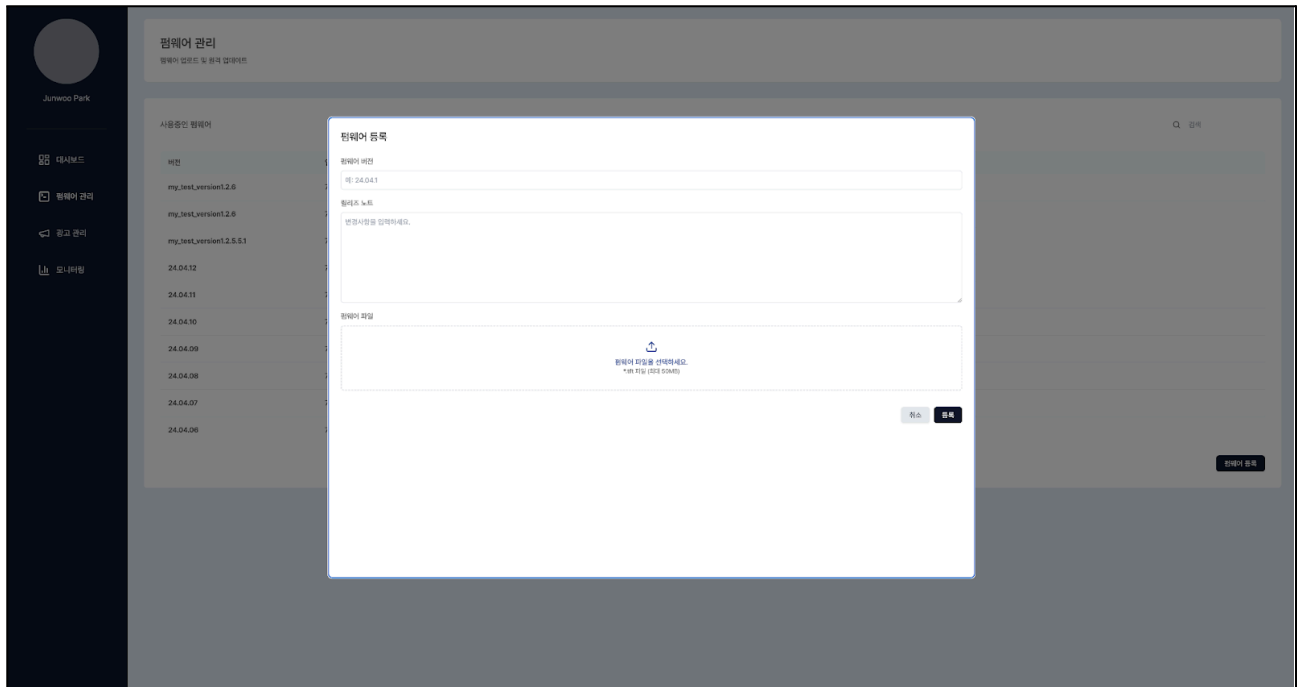 Junwoo Park
대시보드
펌웨어 관리
광고 관리
모니터링
펌웨어 관리
펌웨어 업로드 및 원격 업데이트
사용중인 펌웨어
검색
버전
my_test_version1.2.6
my_test_version1.2.6
my_test_version1.2.5.5.1
24.04.12
24.04.11
24.04.10
24.04.09
24.04.08
24.04.07
24.04.06
펌웨어 등록
펌웨어 등록
펌웨어 버전
예: 24.04.1
릴리즈 노트
변경사항을 입력하세요.
펌웨어 파일
펌웨어 파일을 선택하세요.
파일 (최대 50MB)
취소
등록